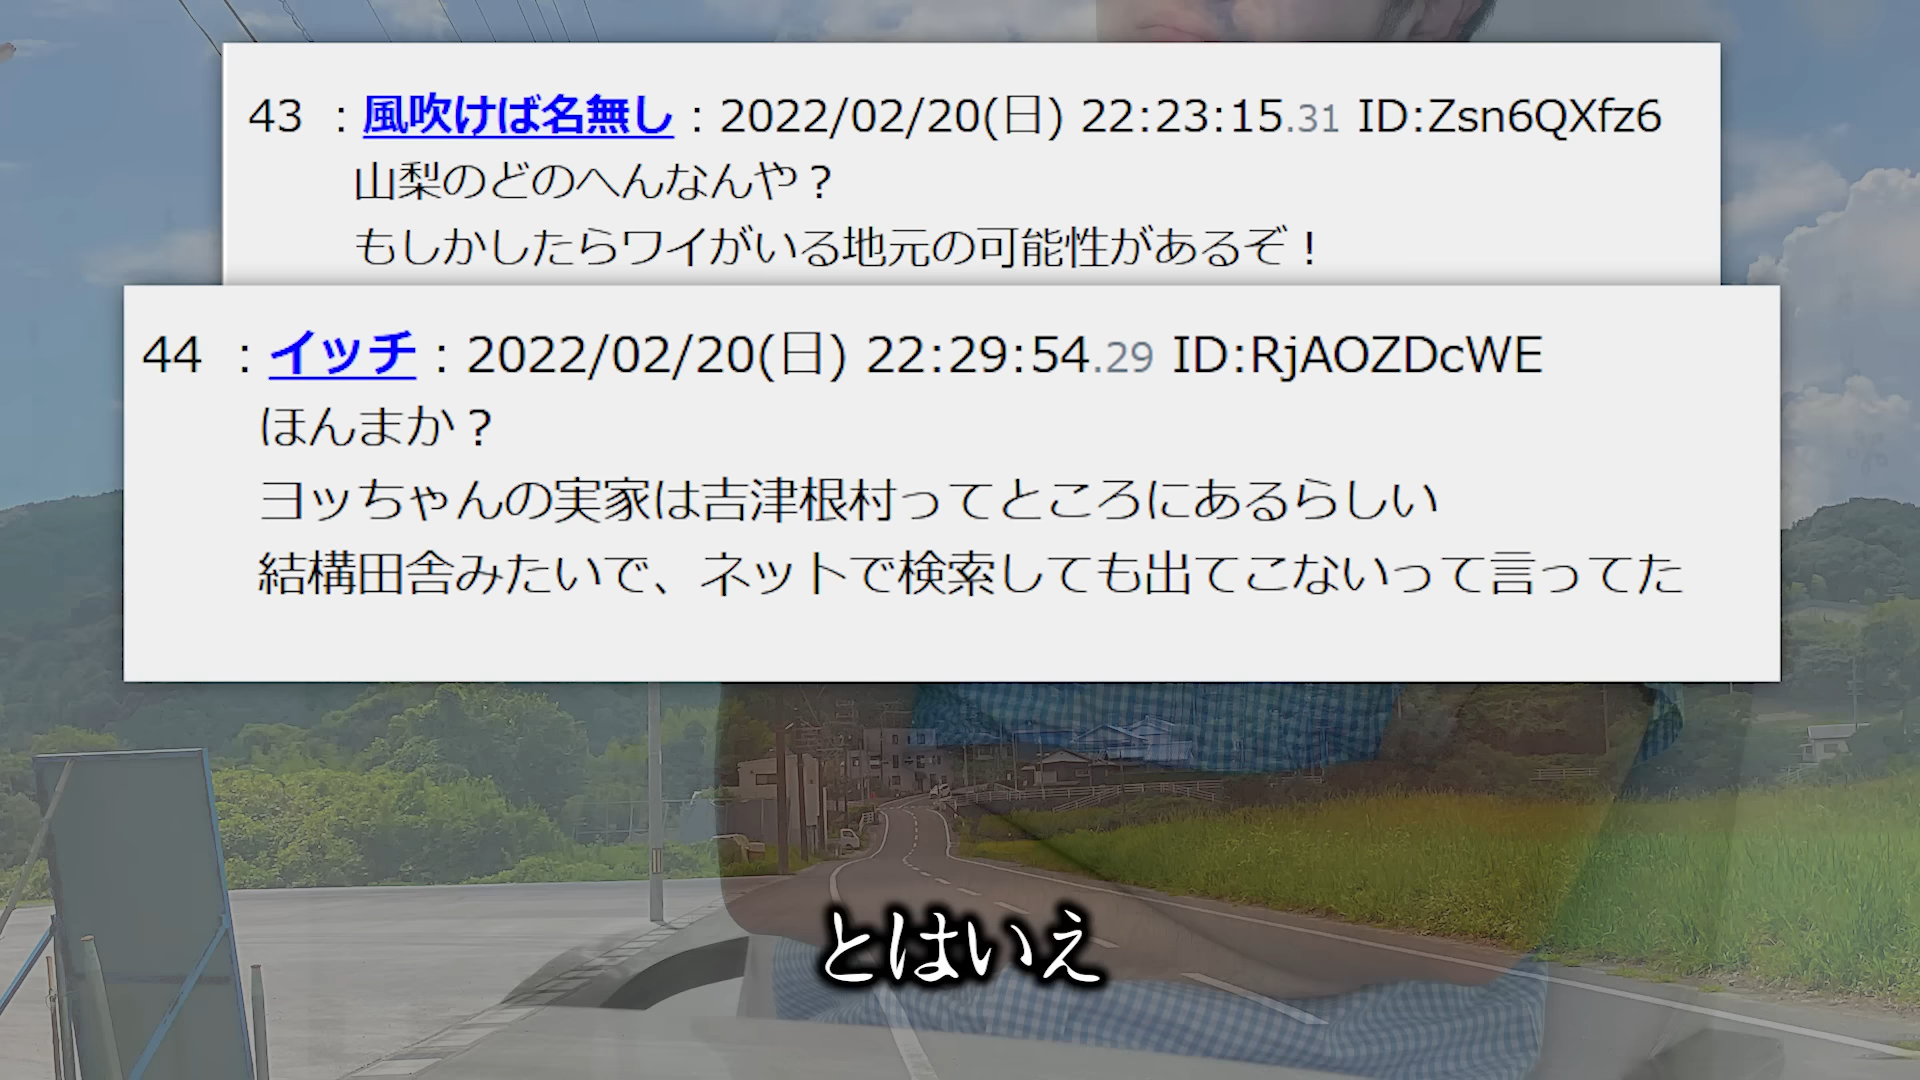 43 ：風吹けば名無し：2022/02/20(日) 22:23:15.31 ID:Zsn6QXfz6
山梨のどのへんなんや？
もしかしたらワイがいる地元の可能性があるぞ！
44 ：イッチ：2022/02/20(日) 22:29:54.29 ID:RjAOZDcWE
ほんまか？
ヨッちゃんの実家は吉津根村ってところにあるらしい
結構田舎みたいで、ネットで検索しても出てこないって言ってた
とはいえ